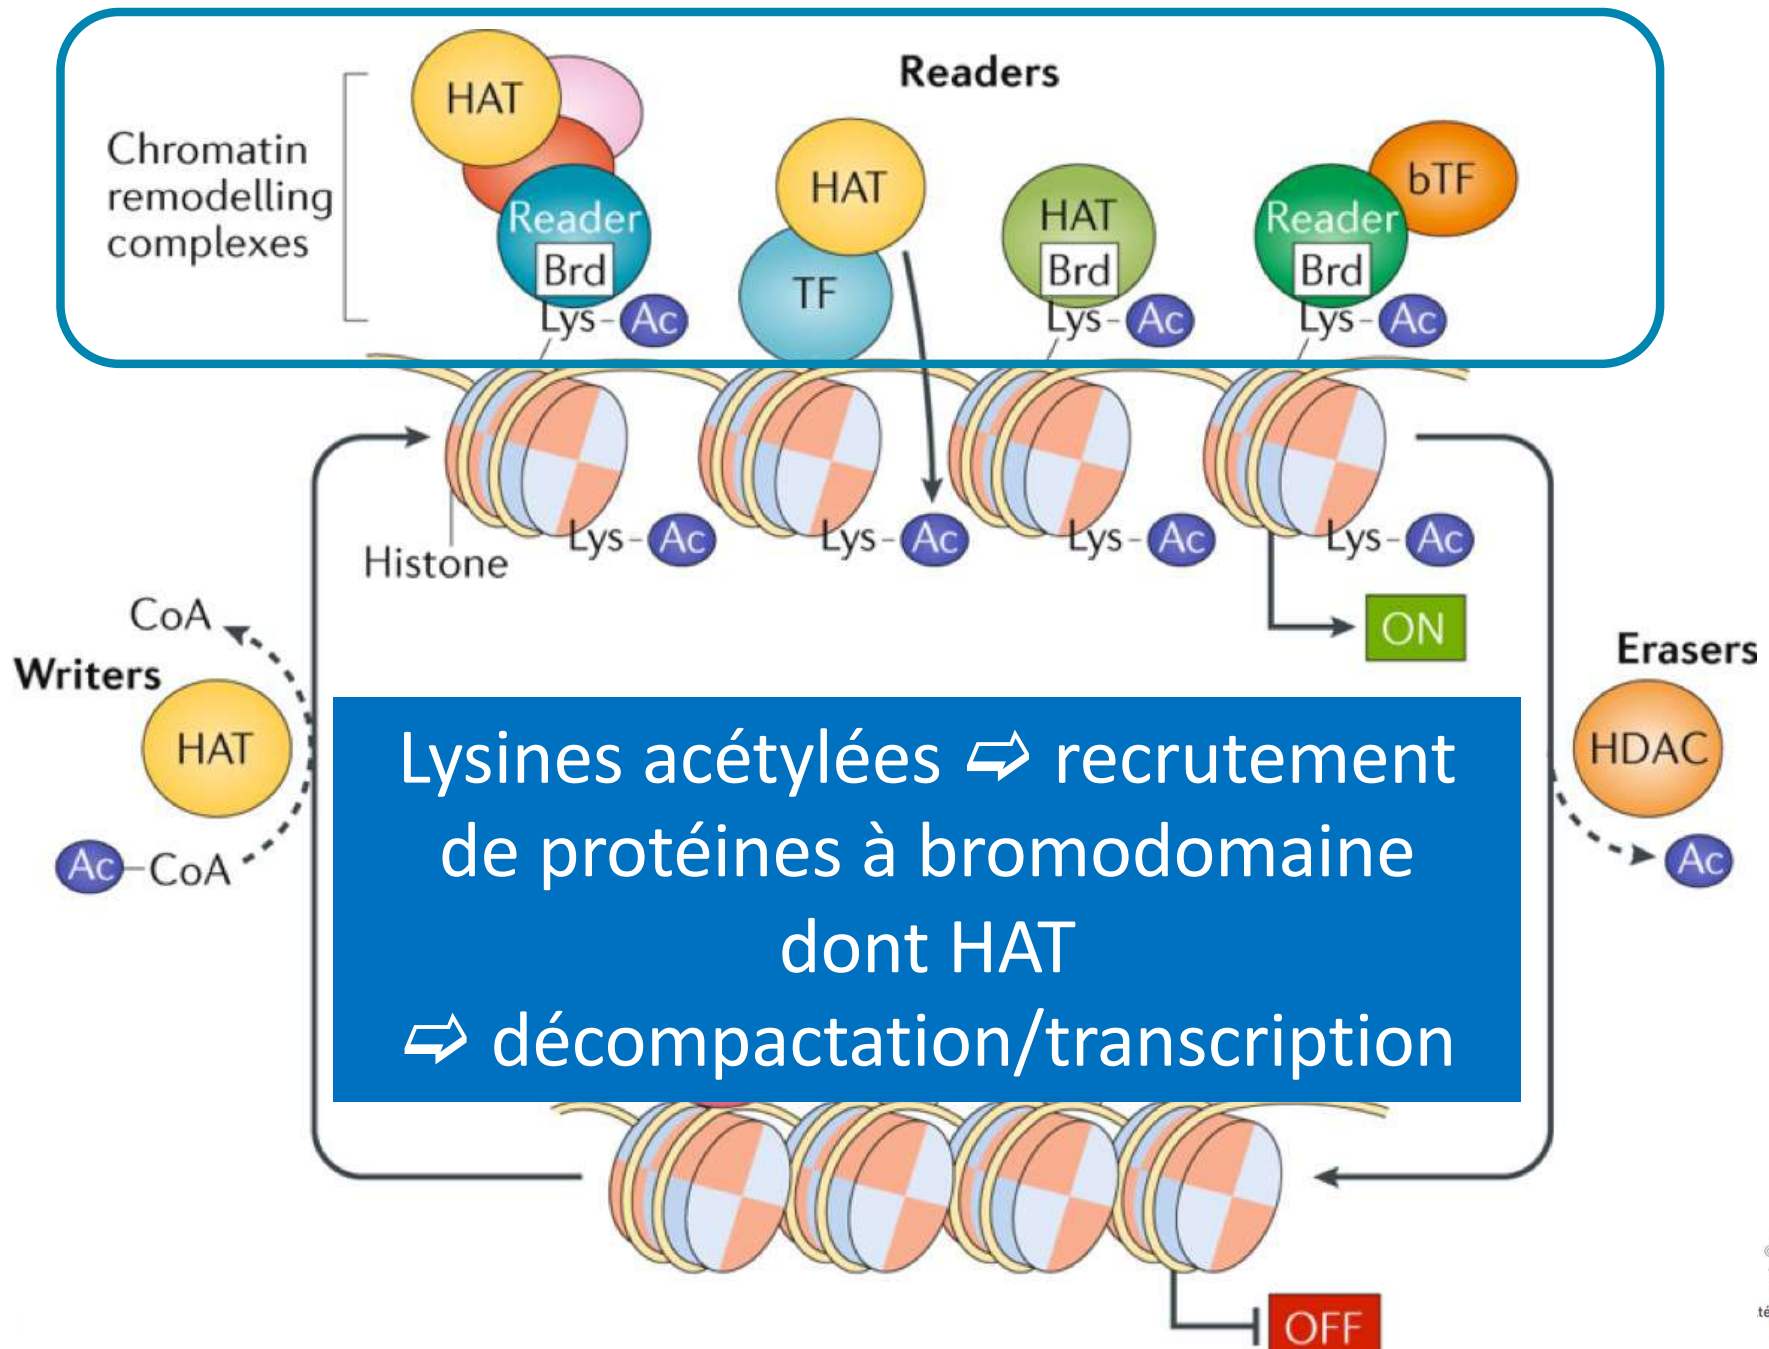 Readers
Chromatin
remodelling
complexes
HAT
Reader
Brd
Lys-Ac
HAT
TF
HAT
Brd
Lys-Ac
bTF
Reader
Brd
Lys-Ac
Histone
Lys-Ac
Lys-Ac
Lys-Ac
Lys-Ac
ON
CoA
Writers
HAT
Ac-CoA
Erasers
HDAC
Ac
Lysines acétylées ⇨ recrutement
de protéines à bromodomaine
dont HAT
⇨ décompactation/transcription
OFF